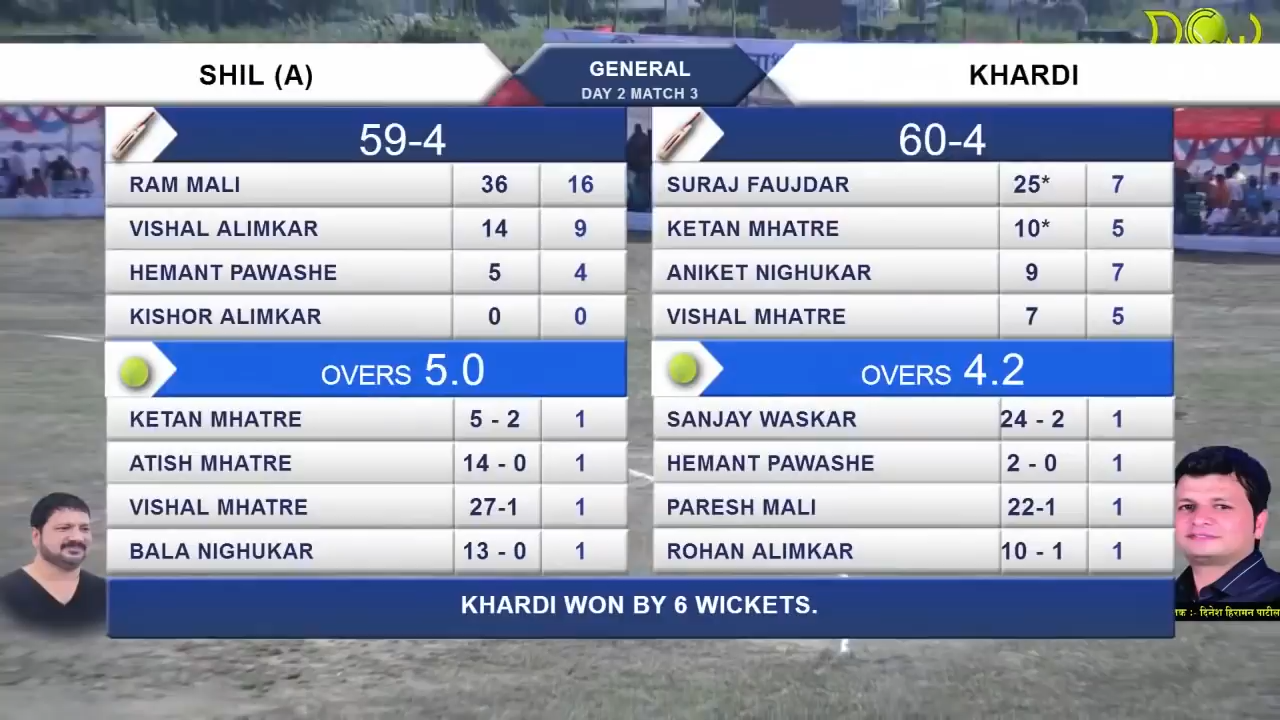 SHIL (A)
GENERAL
DAY 2 MATCH 3
KHARDI
59-4
RAM MALI 36 16
VISHAL ALIMKAR 14 9
HEMANT PAWASHE 5 4
KISHOR ALIMKAR 0 0
OVERS 5.0
KETAN MHATRE 5 - 2 1
ATISH MHATRE 14 - 0 1
VISHAL MHATRE 27-1 1
BALA NIGHUKAR 13 - 0 1
60-4
SURAJ FAUJDAR 25* 7
KETAN MHATRE 10* 5
ANIKET NIGHUKAR 9 7
VISHAL MHATRE 7 5
OVERS 4.2
SANJAY WASKAR 24 - 2 1
HEMANT PAWASHE 2 - 0 1
PARESH MALI 22-1 1
ROHAN ALIMKAR 10 - 1 1
KHARDI WON BY 6 WICKETS.
:- दिनेश हिरामन पाटील